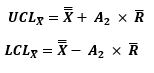 UCL_X̅ = X̿ + A₂ × R̅
LCL_X̅ = X̿ − A₂ × R̅